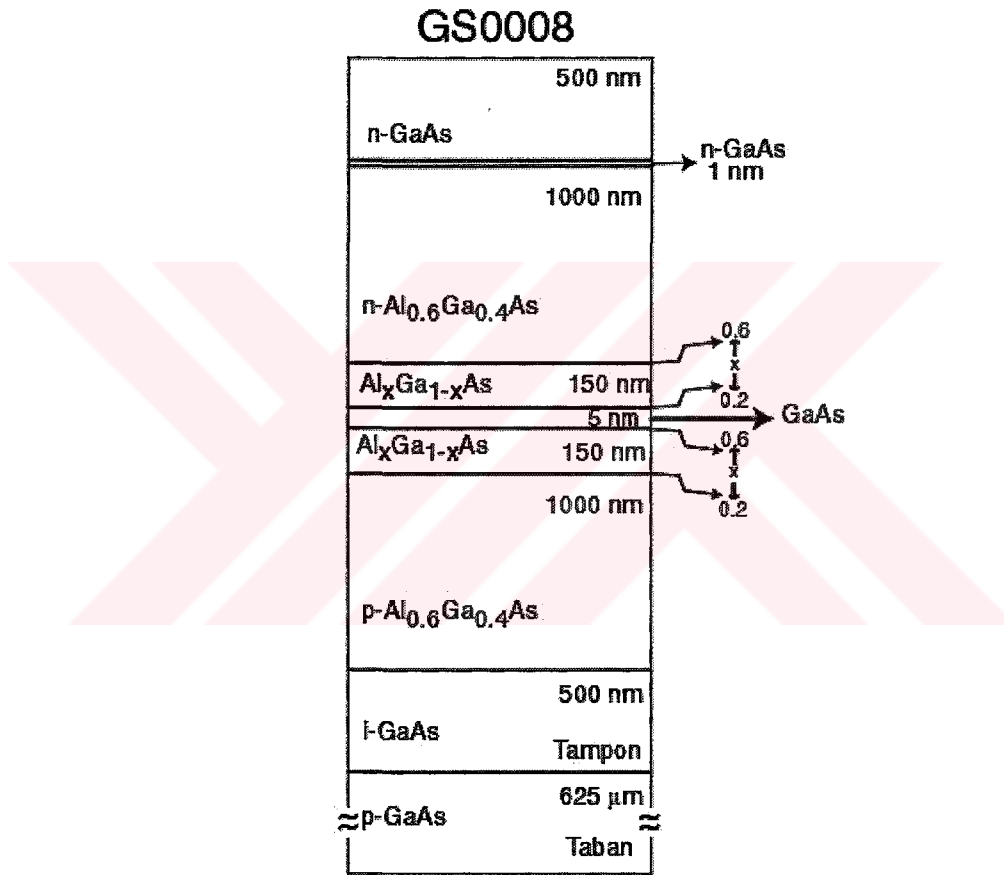 GS0008
500 nm
n-GaAs
n-GaAs
1 nm
1000 nm
n-Al0.6Ga0.4As
0.6
x
0.2
AlxGa1-xAs 150 nm
5 nm
GaAs
AlxGa1-xAs 150 nm
0.6
x
0.2
1000 nm
p-Al0.6Ga0.4As
500 nm
i-GaAs
Tampon
625 μm
p-GaAs
Taban